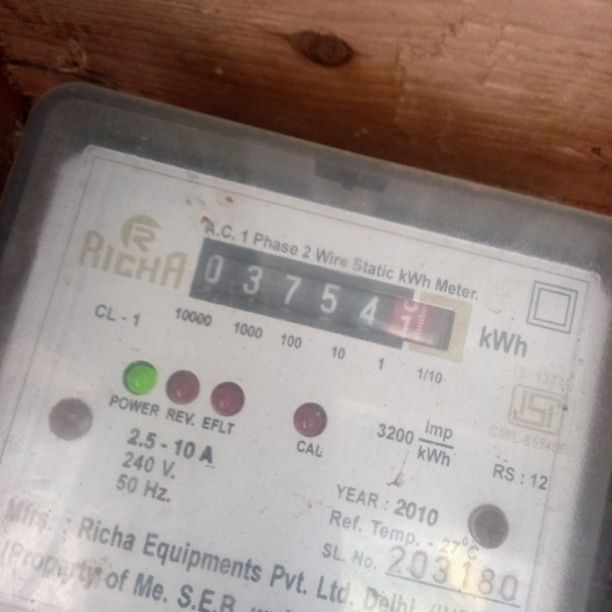 A.C. 1 Phase 2 Wire Static kWh Meter.
RICHA
0 3 7 5 4 1
kWh
CL - 1 10000 1000 100 10 1 1/10
POWER REV. EFLT
CAL
3200 imp/kWh
ISI
2.5 - 10 A
240 V.
50 Hz.
RS : 12
YEAR : 2010
Ref. Temp. - 27°C
SL. No. 203180
Mfrs. : Richa Equipments Pvt. Ltd. Delhi
(Property of Me. S.E.B.